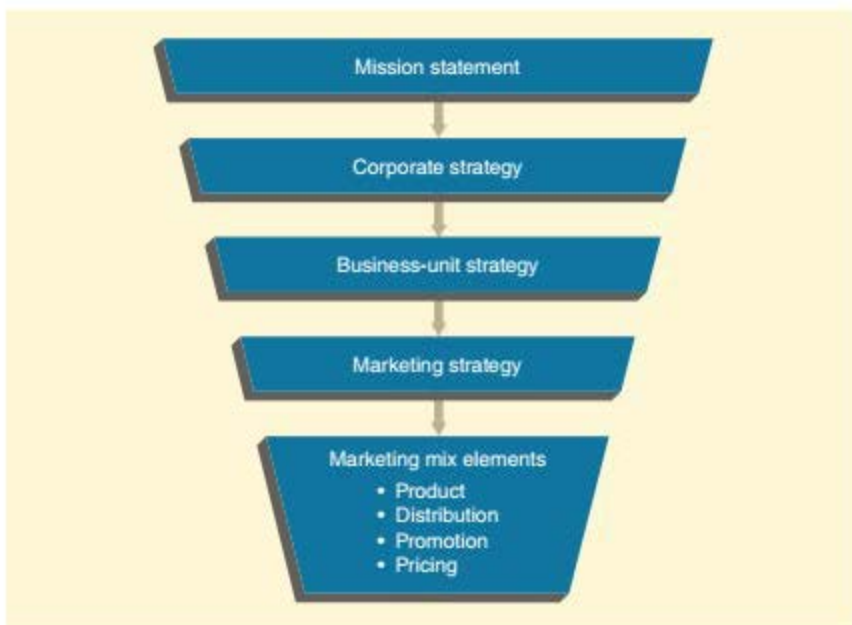 Mission statement
Corporate strategy
Business-unit strategy
Marketing strategy
Marketing mix elements
• Product
• Distribution
• Promotion
• Pricing